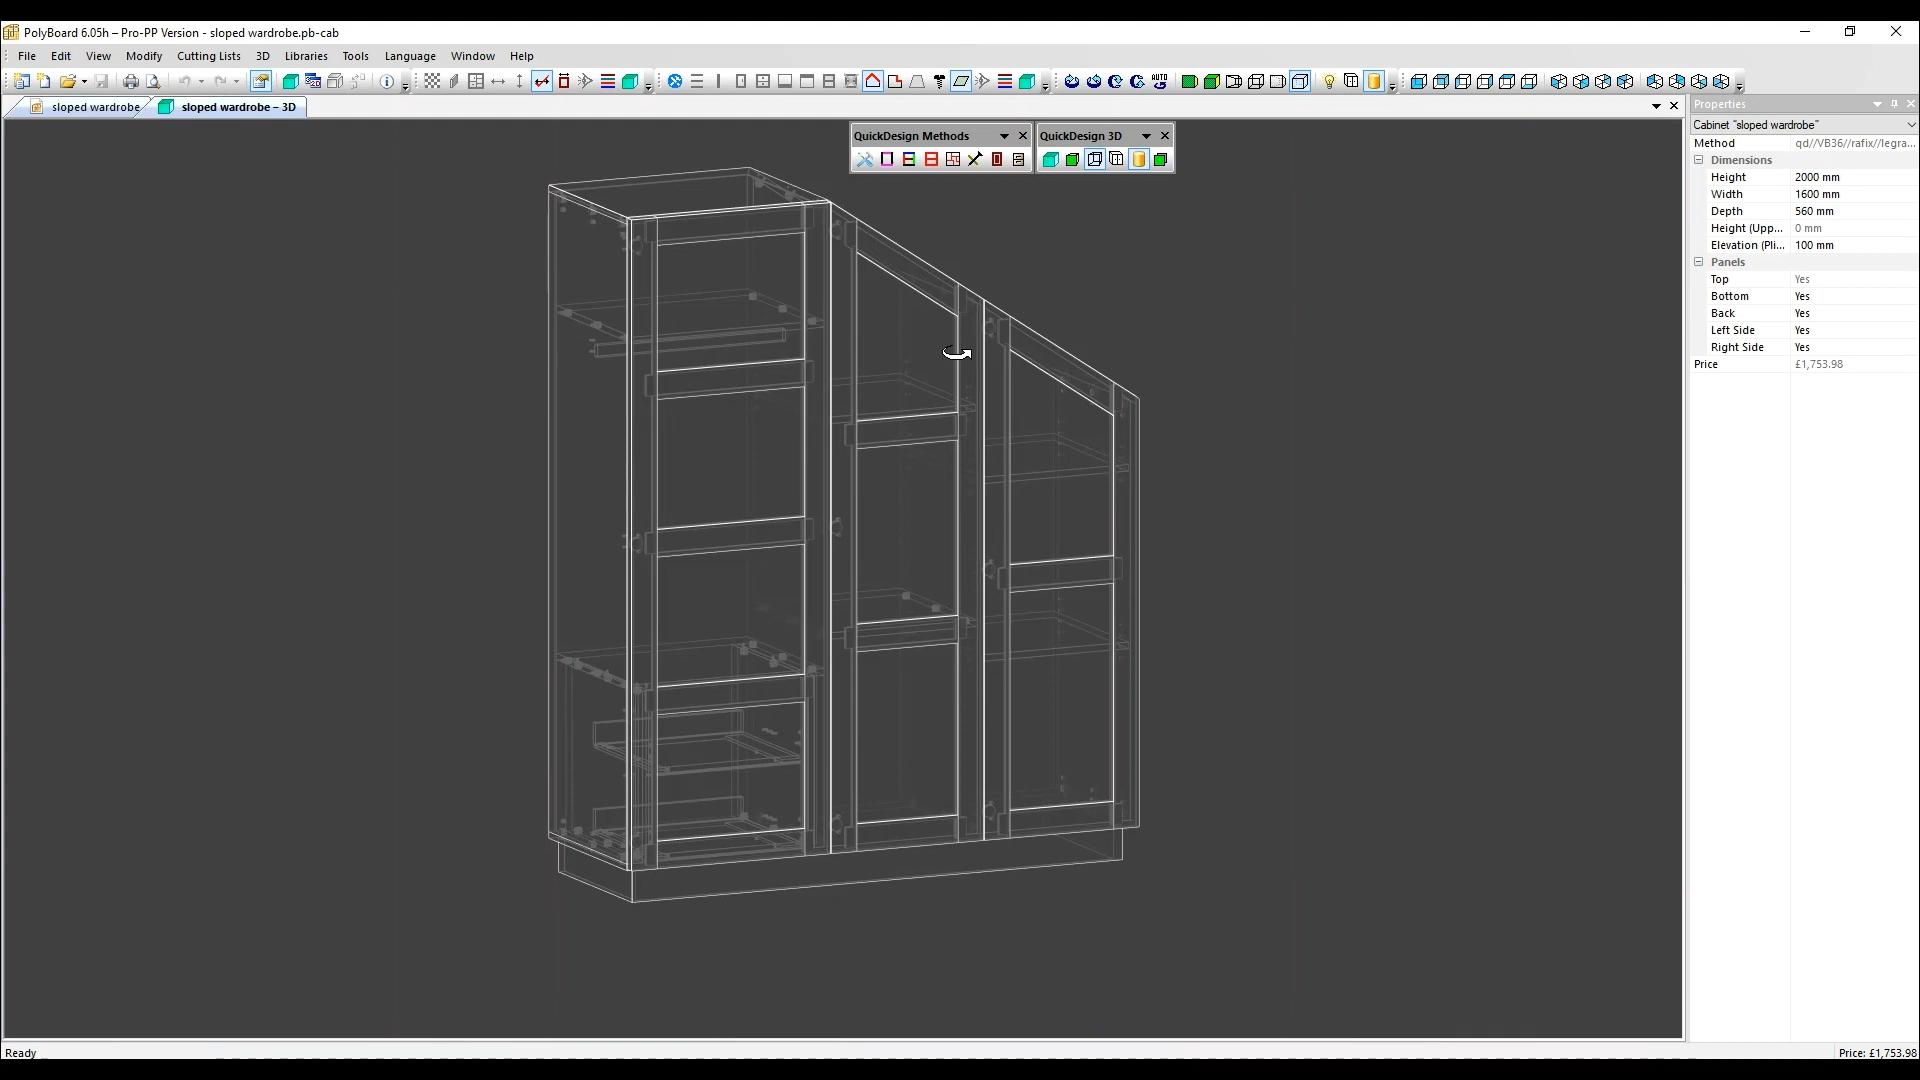 PolyBoard 6.05h – Pro-PP Version - sloped wardrobe.pb-cab
File Edit View Modify Cutting Lists 3D Libraries Tools Language Window Help
AUTO
sloped wardrobe
sloped wardrobe – 3D
QuickDesign Methods
QuickDesign 3D
Properties
Cabinet "sloped wardrobe"
Method qd//VB36//rafix//legra...
Dimensions
Height 2000 mm
Width 1600 mm
Depth 560 mm
Height (Upp... 0 mm
Elevation (Pli... 100 mm
Panels
Top Yes
Bottom Yes
Back Yes
Left Side Yes
Right Side Yes
Price £1,753.98
Ready
Price: £1,753.98